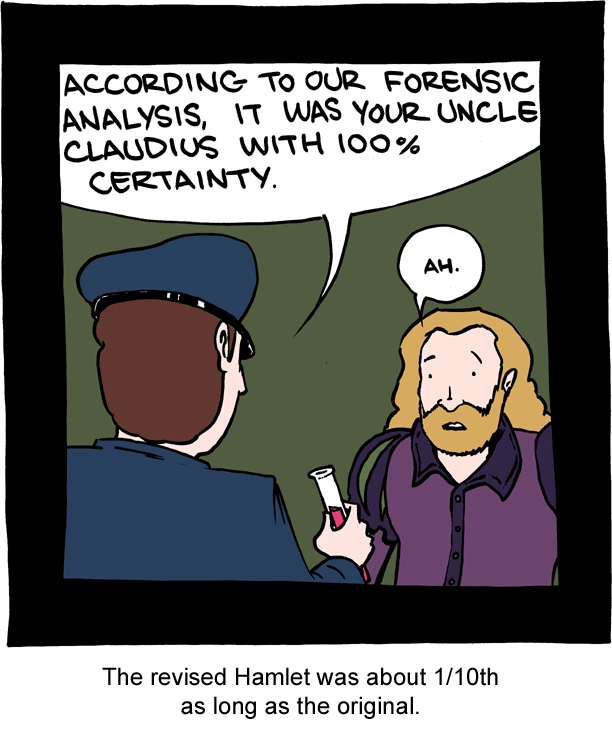 ACCORDING TO OUR FORENSIC
ANALYSIS, IT WAS YOUR UNCLE
CLAUDIUS WITH 100%
CERTAINTY.
AH.
The revised Hamlet was about 1/10th
as long as the original.